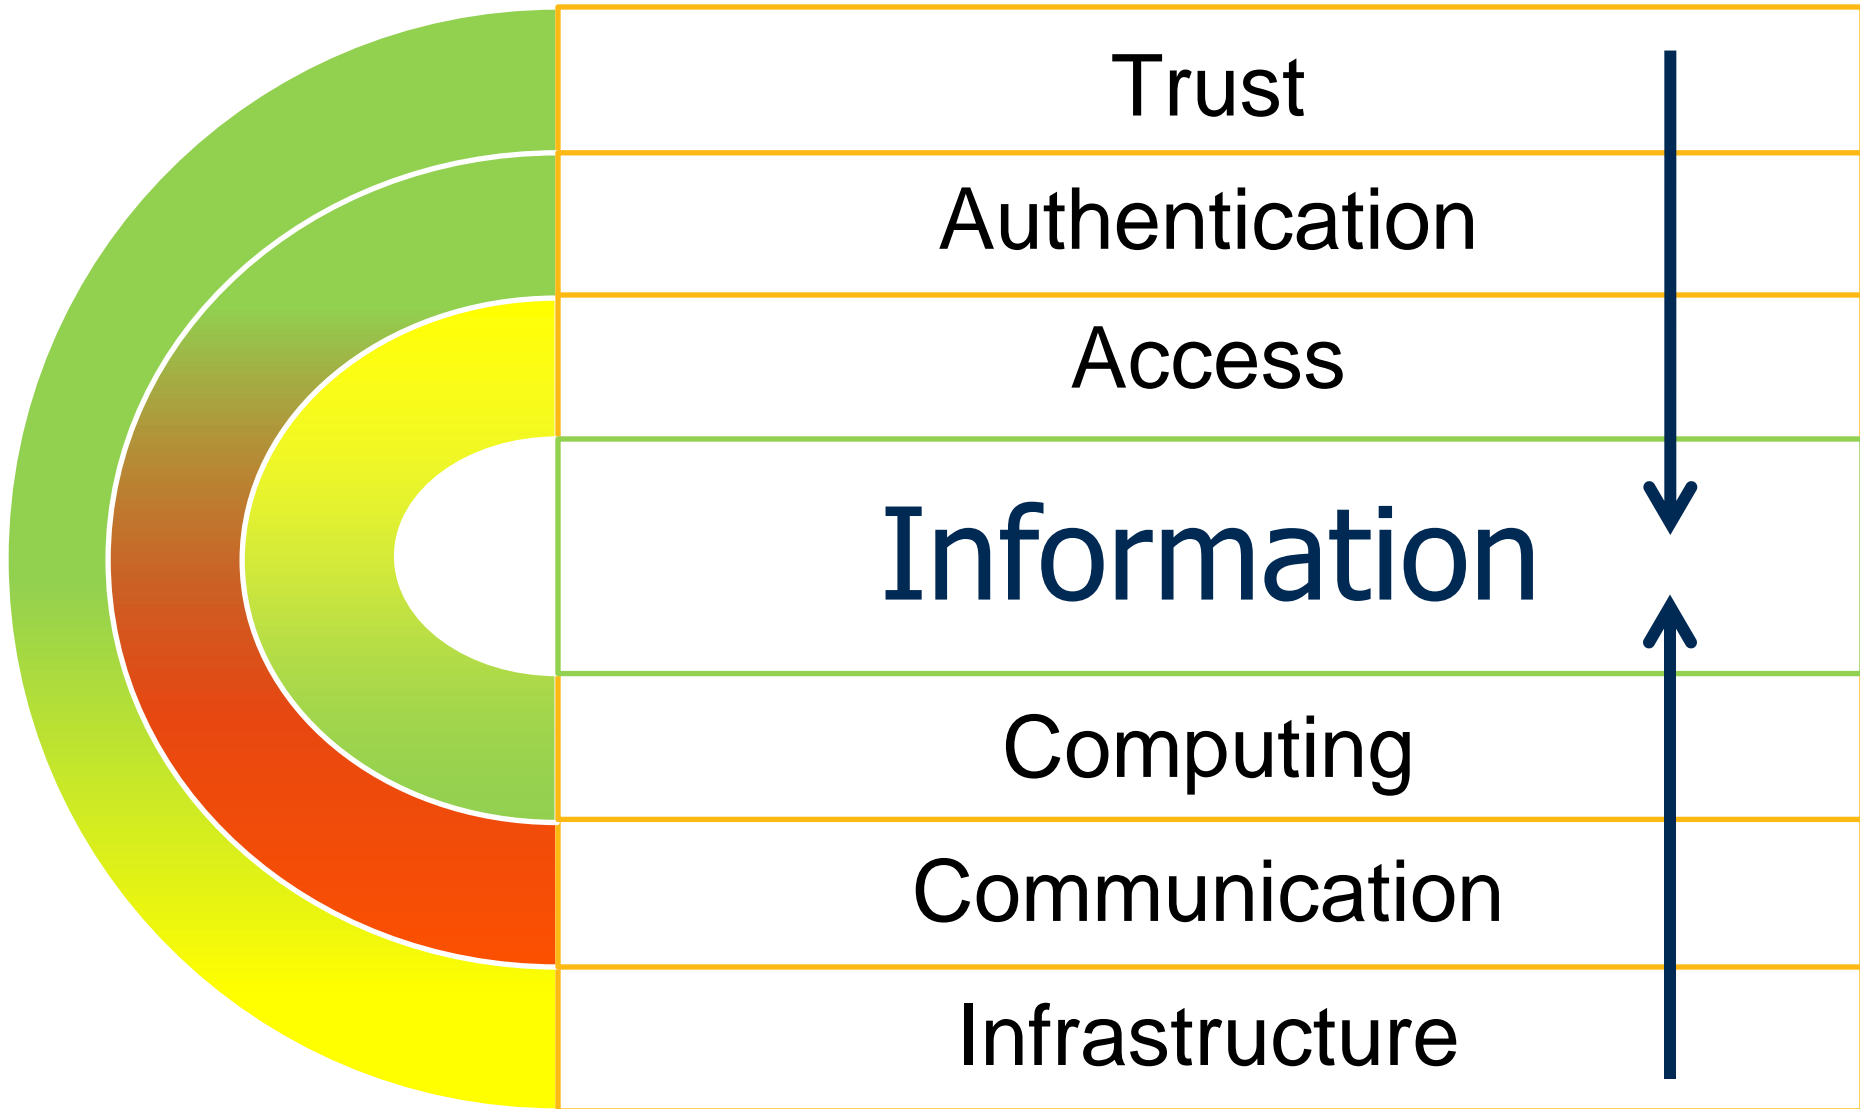 Trust
Authentication
Access
Information
Computing
Communication
Infrastructure